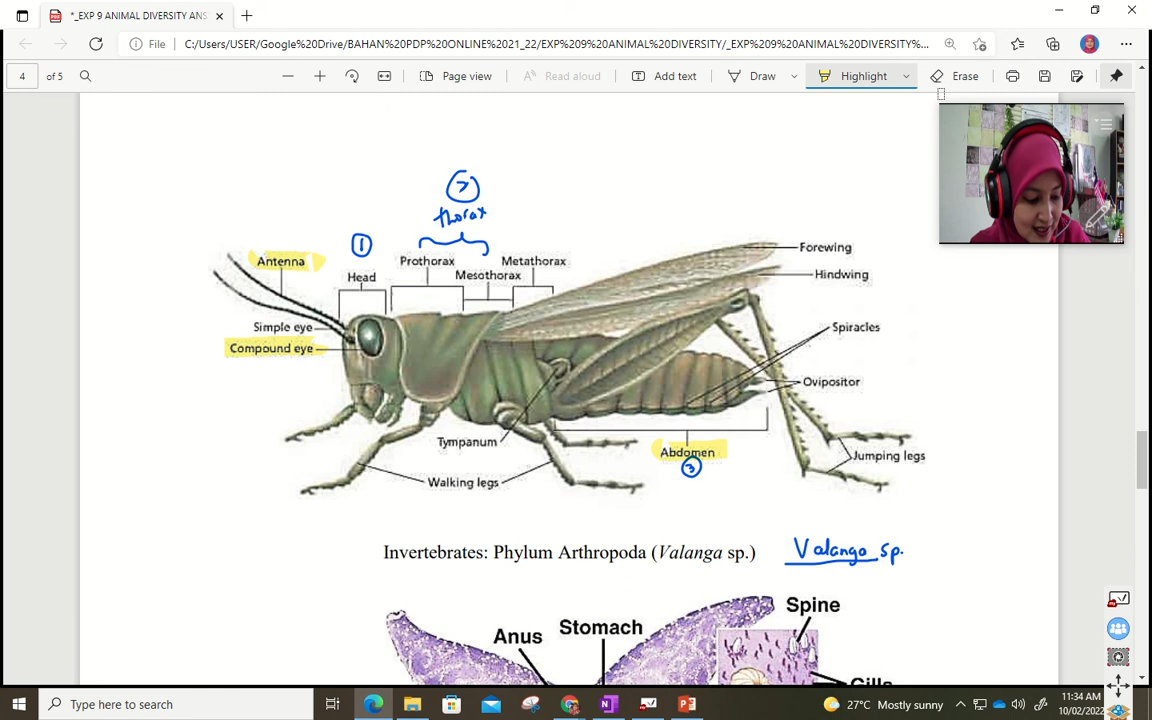 *_EXP 9 ANIMAL DIVERSITY ANS
File
C:/Users/USER/Google%20Drive/BAHAN%20PDP%20ONLINE%2021_22/EXP%209%20ANIMAL%20DIVERSITY/_EXP%209%20ANIMAL%20DIVERSITY%...
4 of 5
Page view
Read aloud
Add text
Draw
Highlight
Erase
2
thorax
1
Antenna
Head
Prothorax
Mesothorax
Metathorax
Forewing
Hindwing
Simple eye
Compound eye
Spiracles
Ovipositor
Tympanum
Abdomen
3
Jumping legs
Walking legs
Invertebrates: Phylum Arthropoda (Valanga sp.)
Valanga sp.
Anus
Stomach
Spine
Gills
Type here to search
27°C Mostly sunny
11:34 AM
10/02/2022